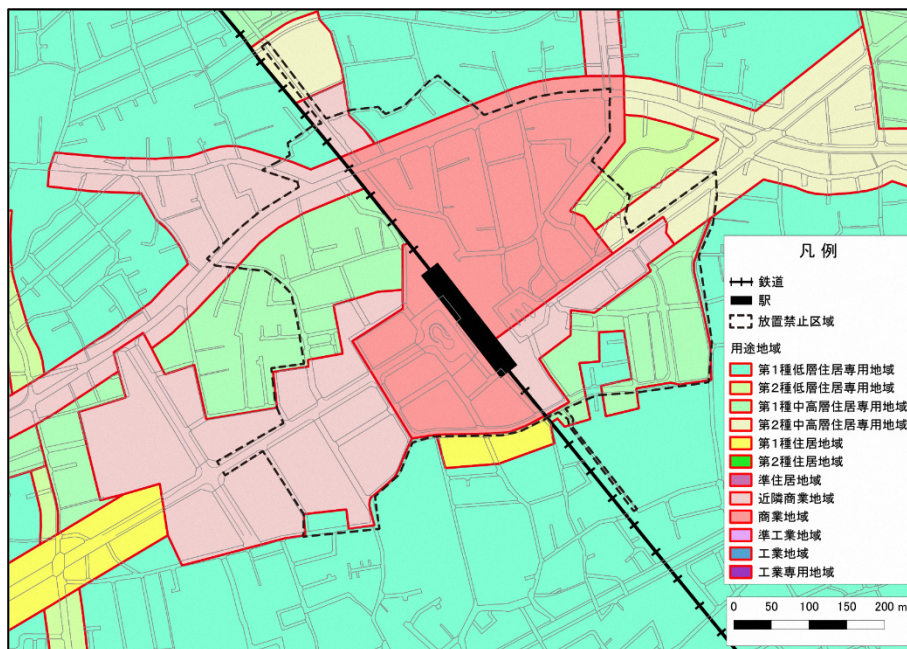 凡例
鉄道
駅
放置禁止区域
用途地域
第1種低層住居専用地域
第2種低層住居専用地域
第1種中高層住居専用地域
第2種中高層住居専用地域
第1種住居地域
第2種住居地域
準住居地域
近隣商業地域
商業地域
準工業地域
工業地域
工業専用地域
0 50 100 150 200 m